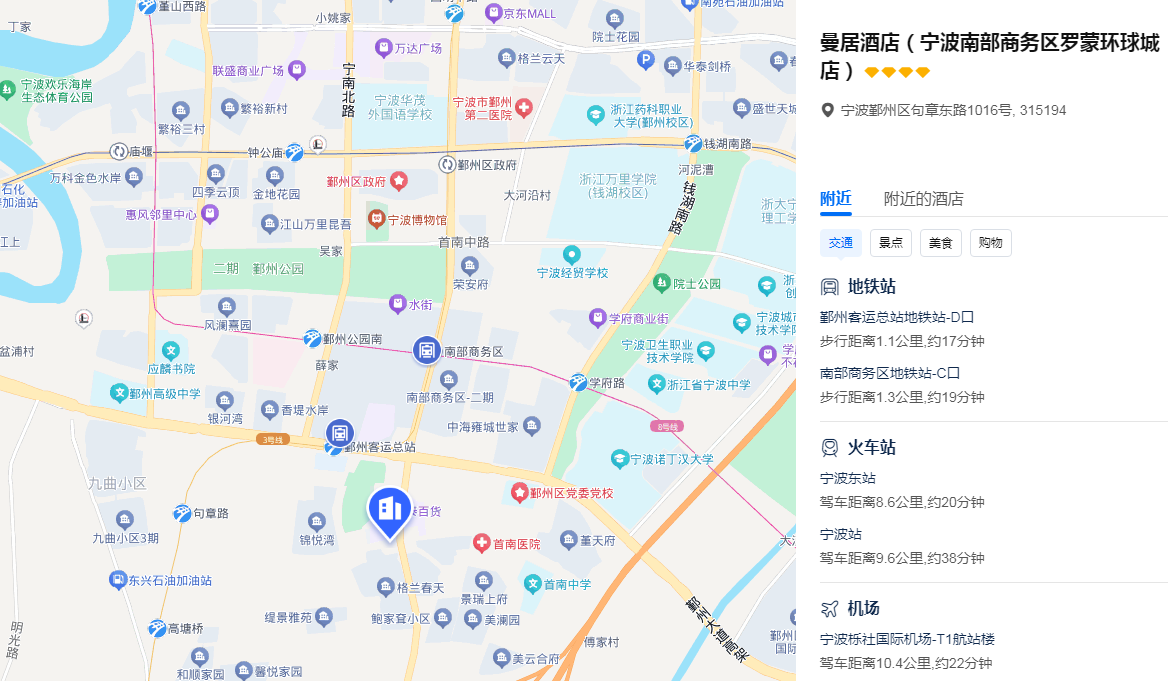 董山西路
小姚家
京东MALL
南苑石油加油站
丁家
院士花园
万达广场
格兰云天
联盛商业广场
宁南北路
华泰剑桥
宁波欢乐海岸
生态体育公园
繁裕三村
繁裕新村
宁波华茂
外国语学校
宁波市鄞州
第二医院
浙江药科职业
大学(鄞州校区)
盛世天城
庙堰
钟公庙
鄞州区政府
钱湖南路
石化
加油站
万科金色水岸
四季云顶
金地花园
鄞州区政府
大河沿村
浙江万里学院
(钱湖校区)
河泥漕
钱湖南路
浙大宁
理工学
惠风邻里中心
江山万里昆吾
宁波博物馆
江上
吴家
首南中路
二期
鄞州公园
荣安府
宁波经贸学校
院士公园
浙
创
风澜熹园
水街
学府商业街
宁波城市
技术学院
盆浦村
鄞州公园南
南部商务区
宁波卫生职业
技术学院
学
不
薛家
应麟书院
学府路
浙江省宁波中学
鄞州高级中学
银河湾
香堤水岸
南部商务区-二期
中海雍城世家
8号线
3号线
鄞州客运总站
宁波诺丁汉大学
九曲小区
鄞州区党委党校
句章路
泰百货
九曲小区3期
锦悦湾
首南医院
董天府
大
东兴石油加油站
格兰春天
景瑞上府
首南中学
缇景雅苑
鲍家耷小区
美澜园
鄞州大道高架
高塘桥
明光路
傅家村
鄞州
国际
和顺家园
馨悦家园
美云合府
曼居酒店（宁波南部商务区罗蒙环球城
店）
宁波鄞州区句章东路1016号, 315194
附近
附近的酒店
交通
景点
美食
购物
地铁站
鄞州客运总站地铁站-D口
步行距离1.1公里,约17分钟
南部商务区地铁站-C口
步行距离1.3公里,约19分钟
火车站
宁波东站
驾车距离8.6公里,约20分钟
宁波站
驾车距离9.6公里,约38分钟
机场
宁波栎社国际机场-T1航站楼
驾车距离10.4公里,约22分钟